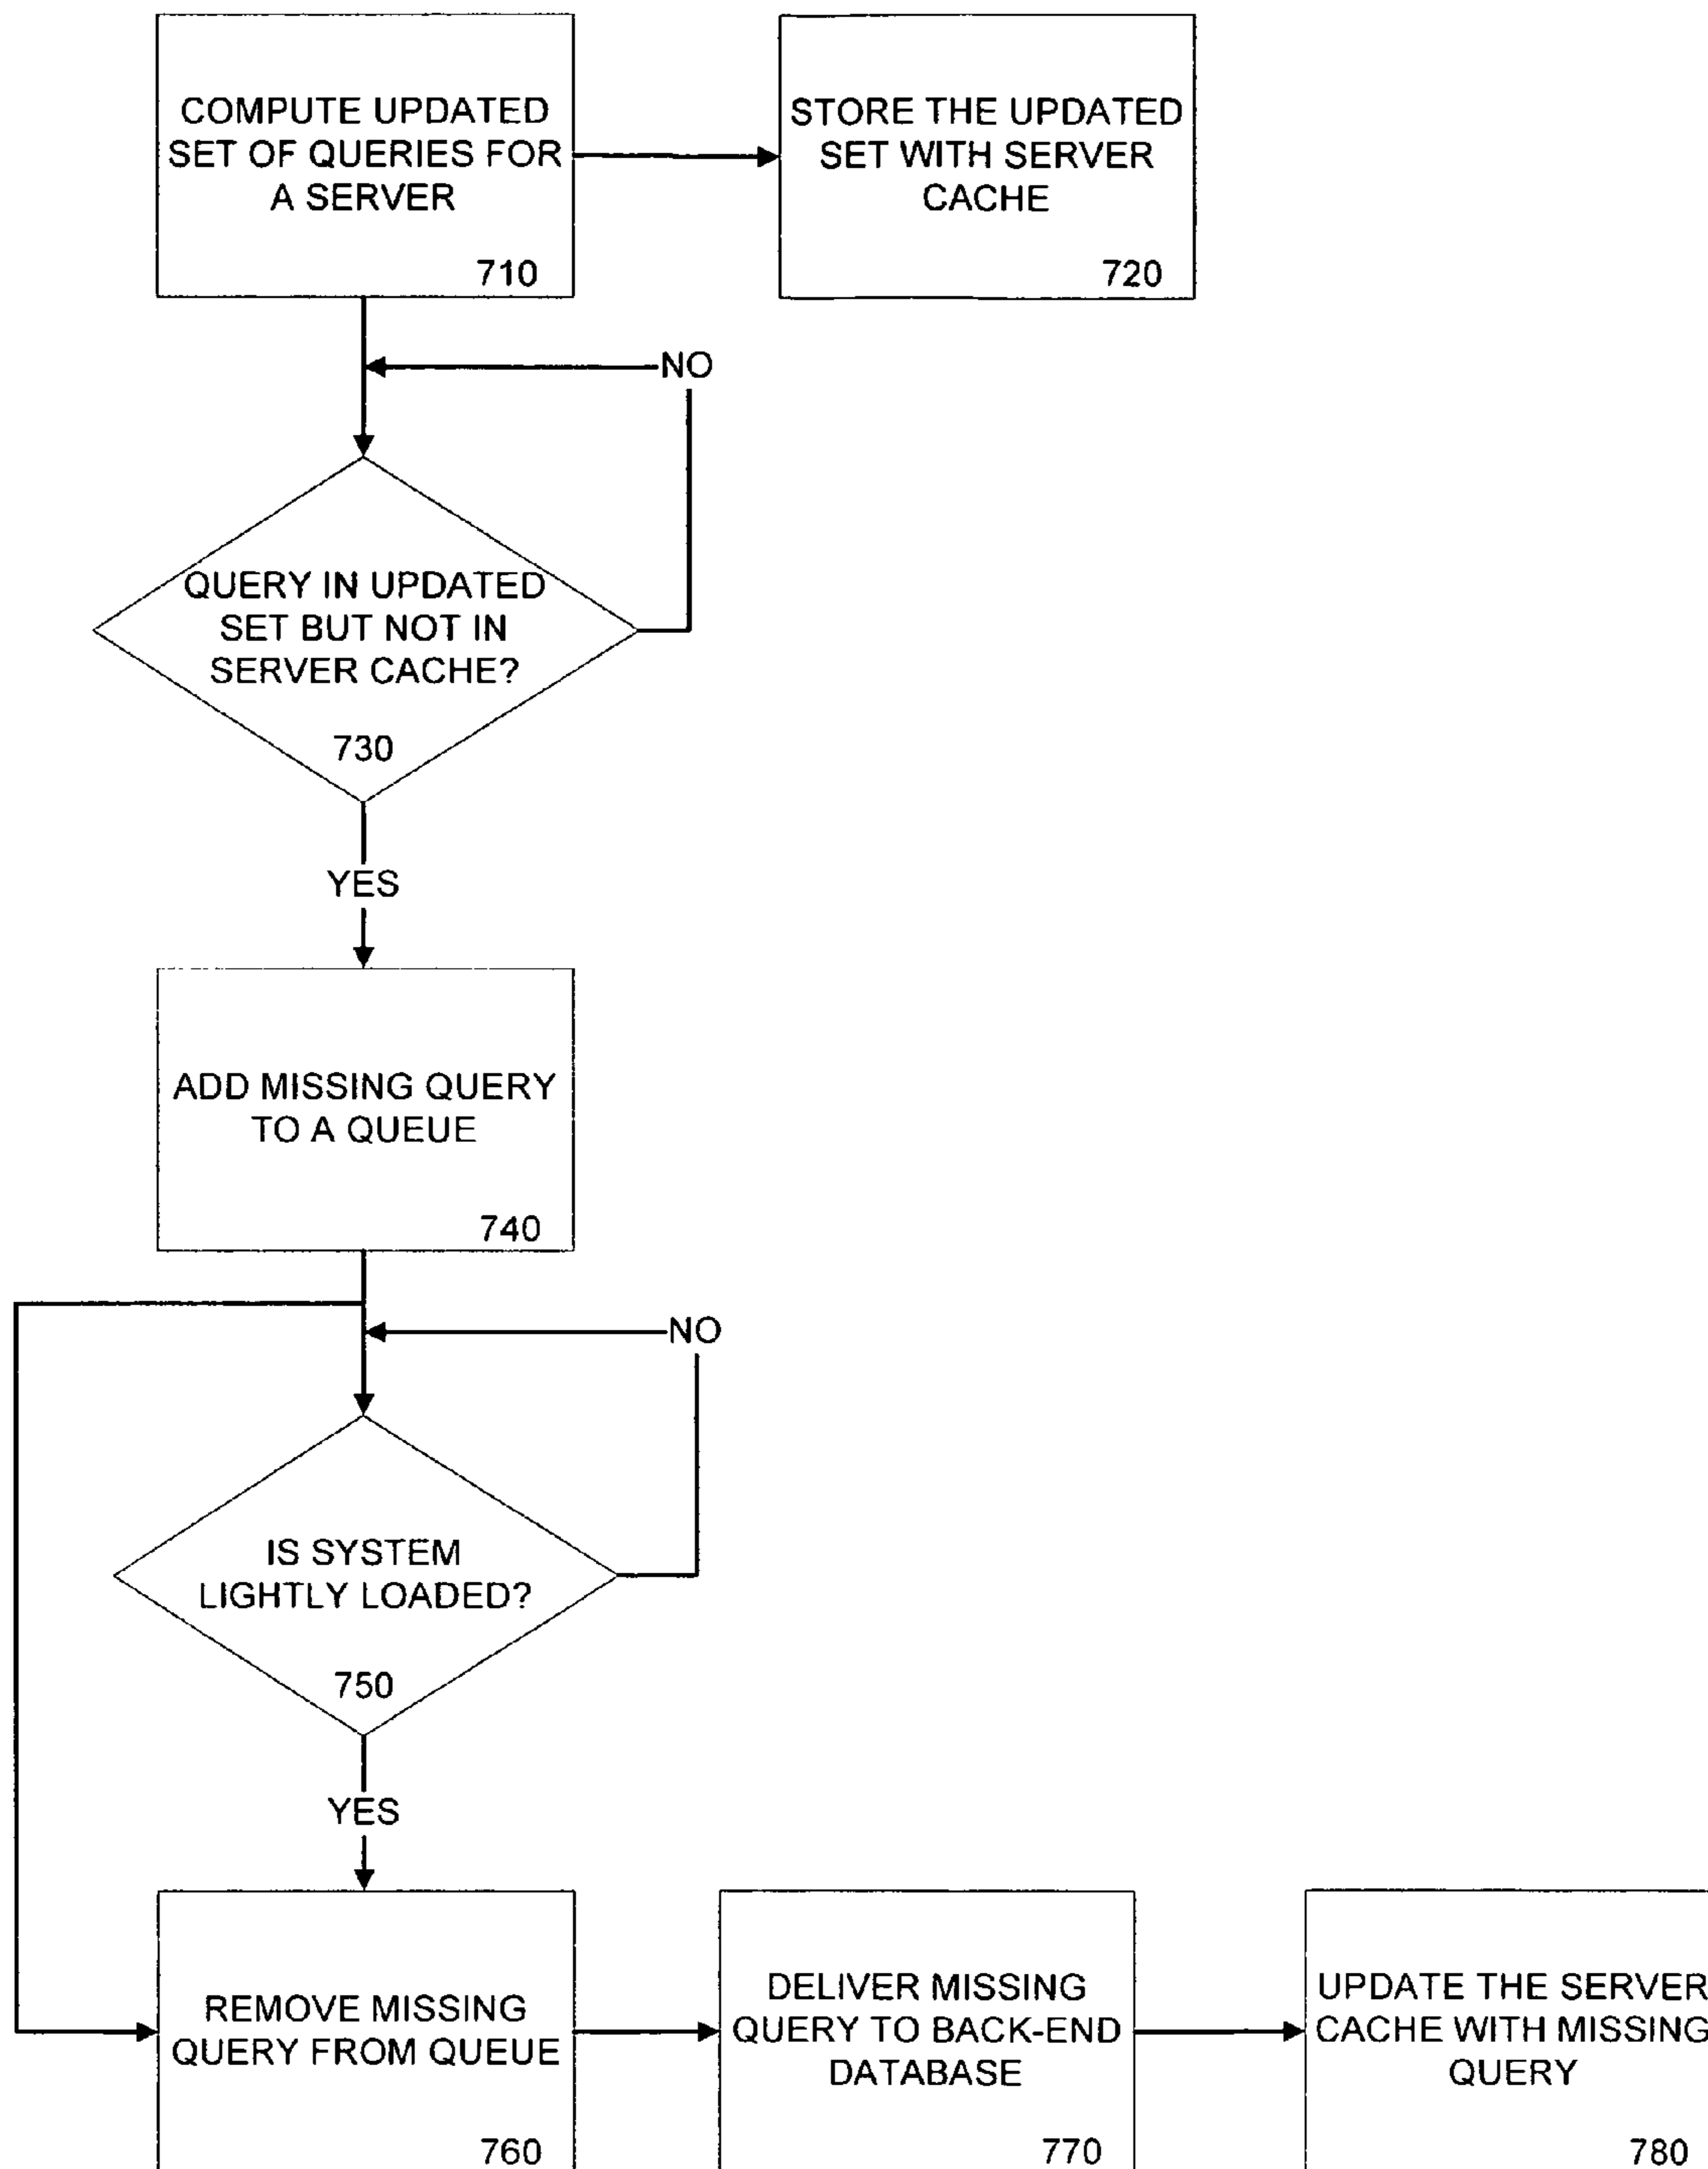 COMPUTE UPDATED
SET OF QUERIES FOR
A SERVER
710
STORE THE UPDATED
SET WITH SERVER
CACHE
720
NO
QUERY IN UPDATED
SET BUT NOT IN
SERVER CACHE?
730
YES
ADD MISSING QUERY
TO A QUEUE
740
NO
IS SYSTEM
LIGHTLY LOADED?
750
YES
REMOVE MISSING
QUERY FROM QUEUE
760
DELIVER MISSING
QUERY TO BACK-END
DATABASE
770
UPDATE THE SERVER
CACHE WITH MISSING
QUERY
780